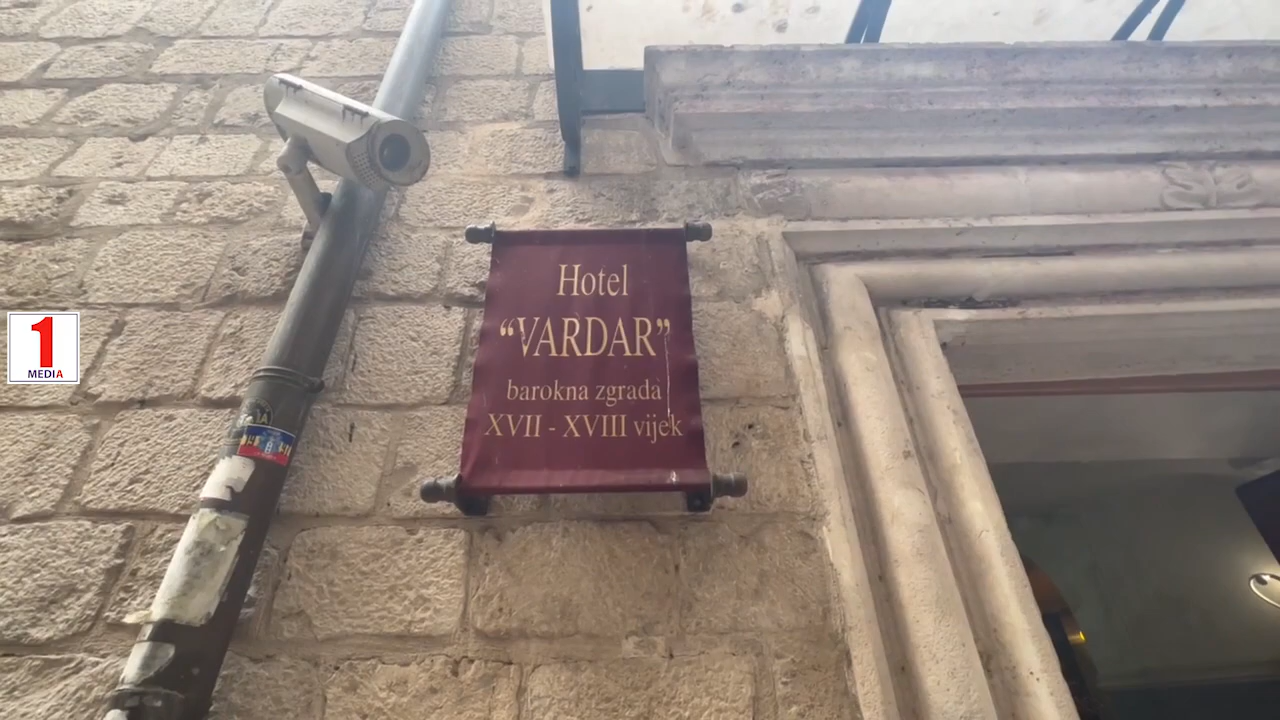 Hotel
“VARDAR”
barokna zgrada
XVII - XVIII vijek
1
MEDIA